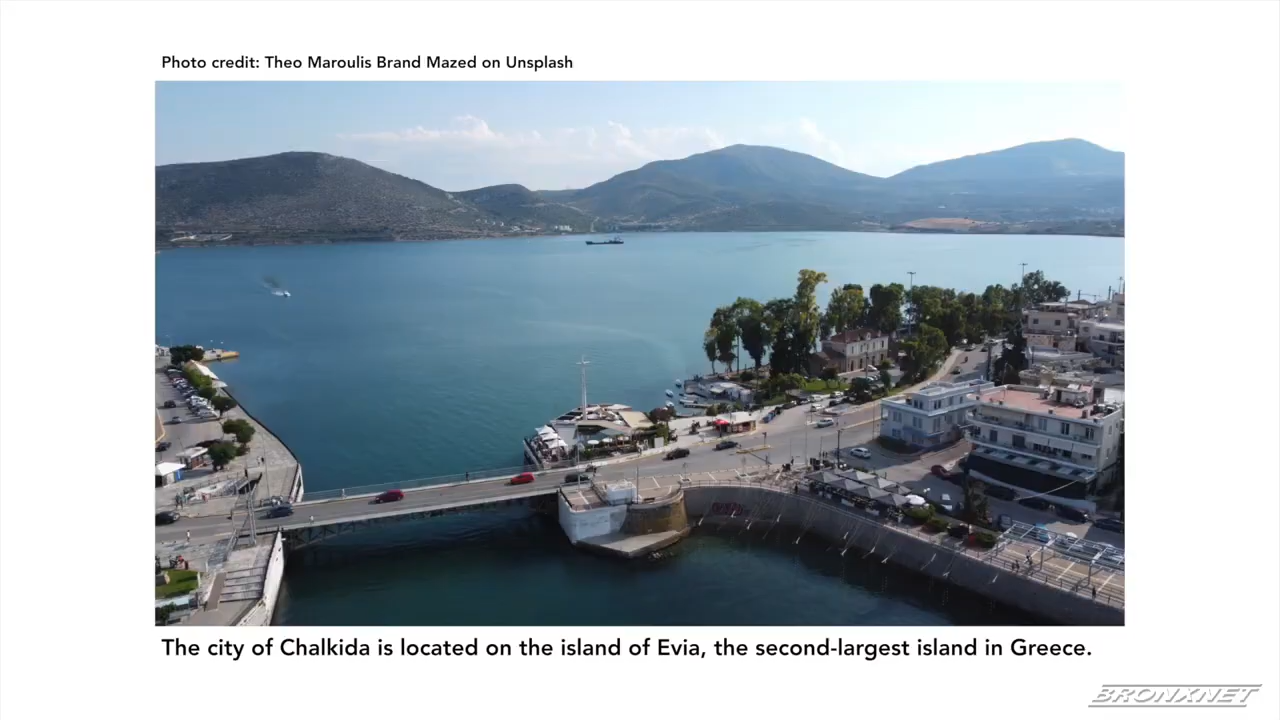 Photo credit: Theo Maroulis Brand Mazed on Unsplash
The city of Chalkida is located on the island of Evia, the second-largest island in Greece.
BRONXNET